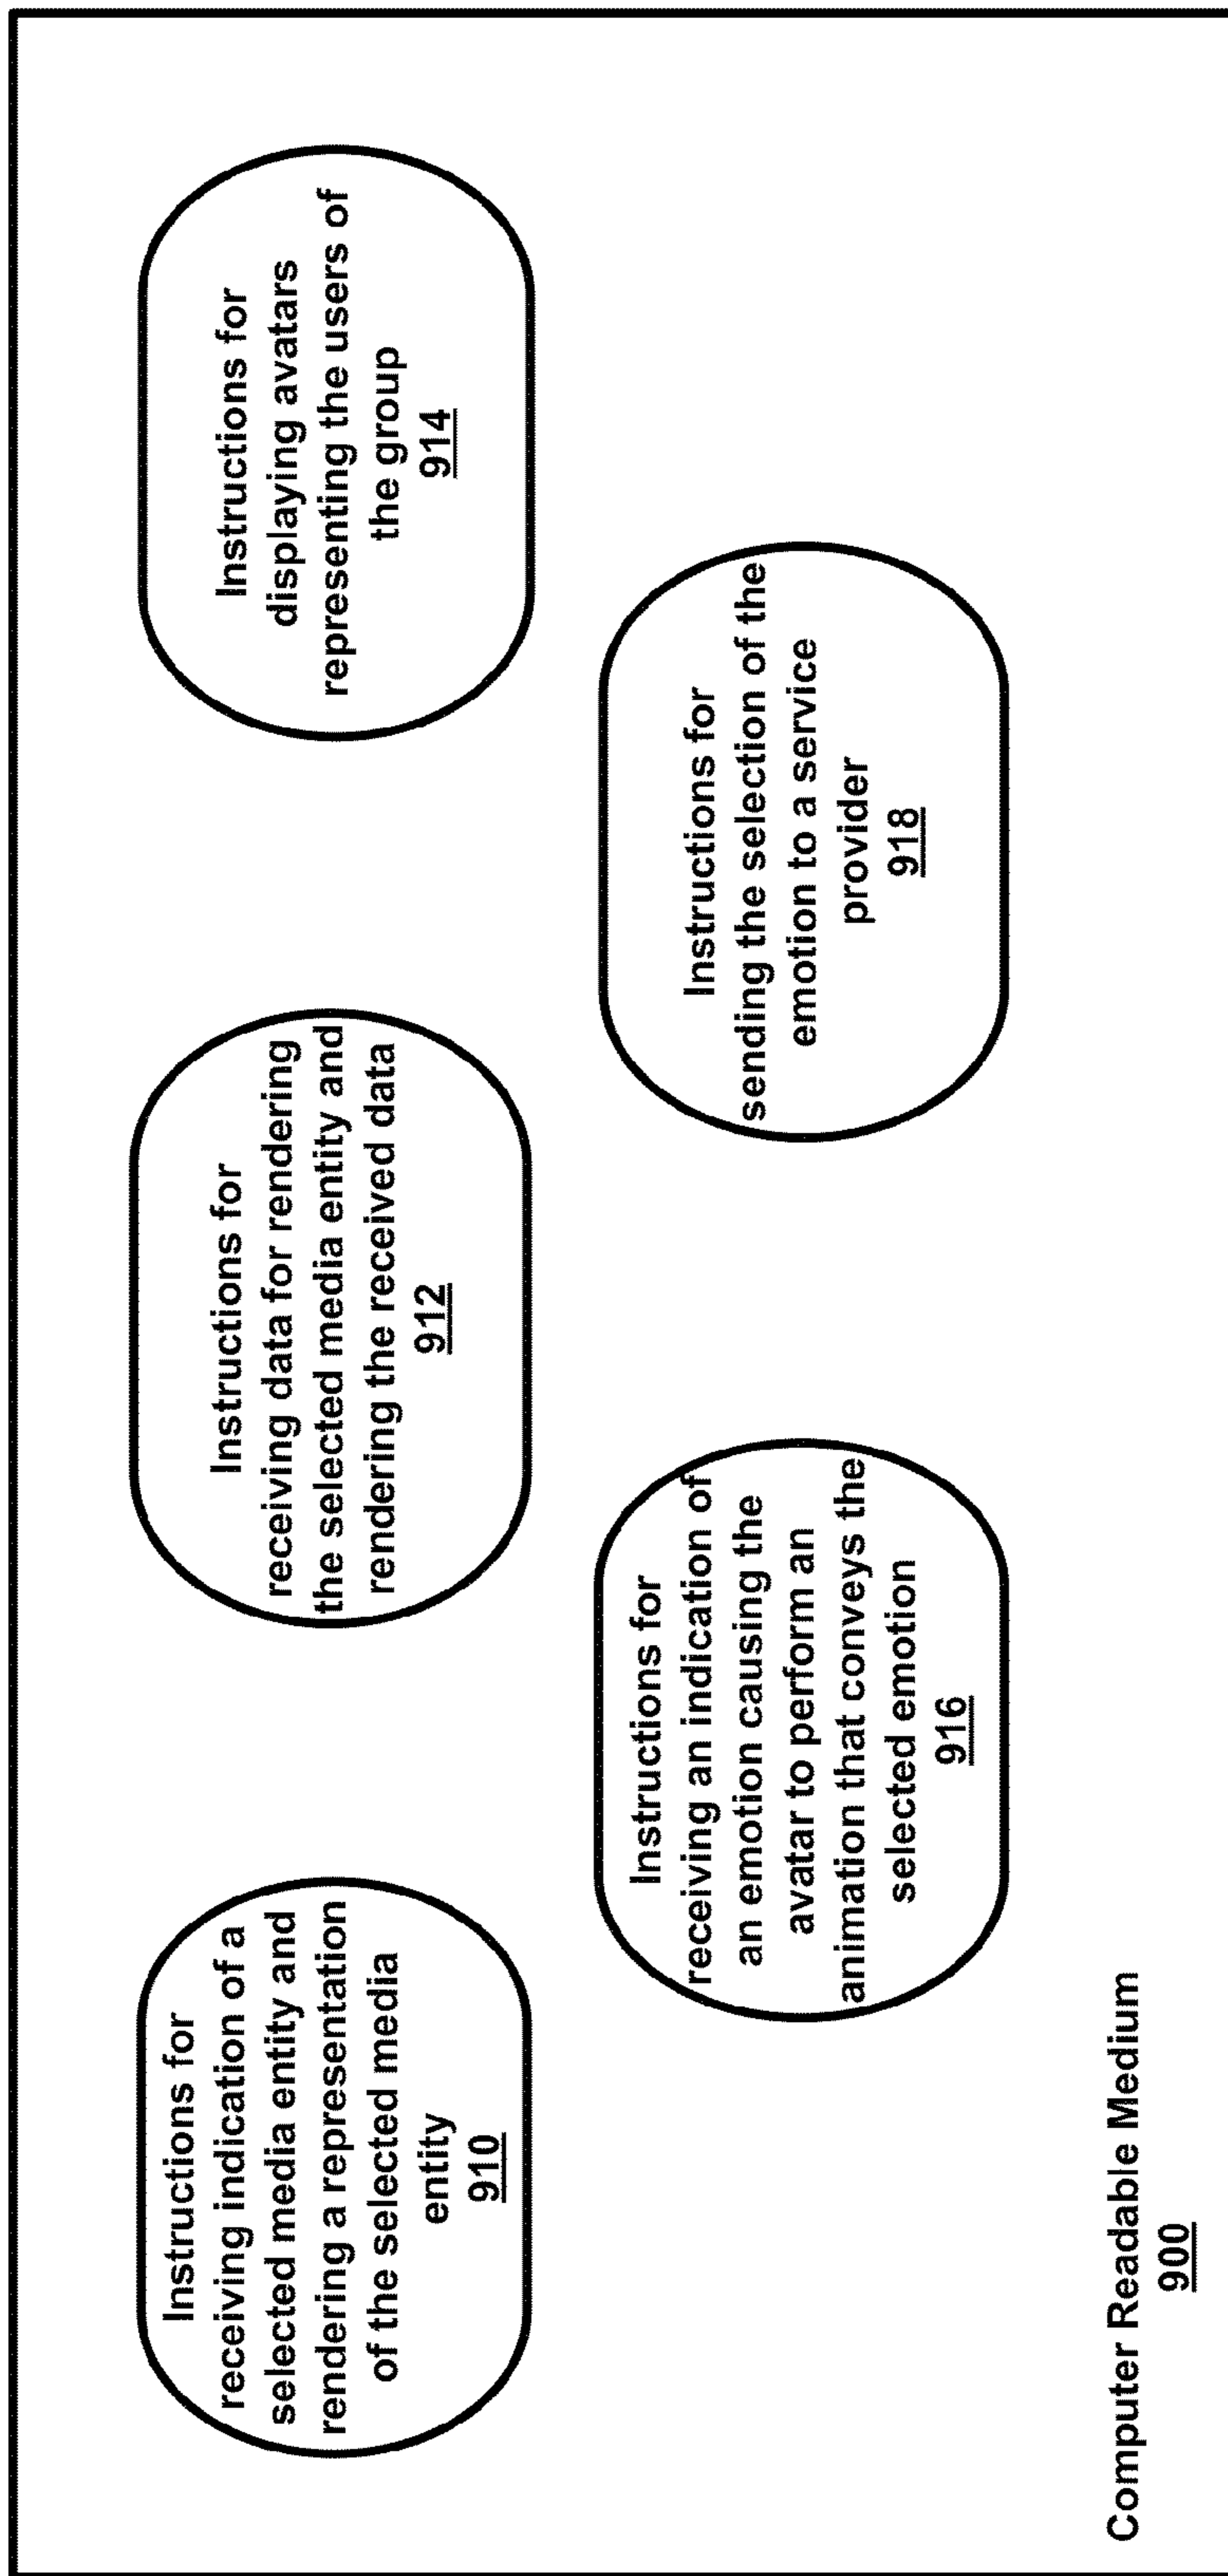 Instructions for
receiving indication of a
selected media entity and
rendering a representation
of the selected media
entity
910
Instructions for
receiving data for rendering
the selected media entity and
rendering the received data
912
Instructions for
displaying avatars
representing the users of
the group
914
Instructions for
receiving an indication of
an emotion causing the
avatar to perform an
animation that conveys the
selected emotion
916
Instructions for
sending the selection of the
emotion to a service
provider
918
Computer Readable Medium
900